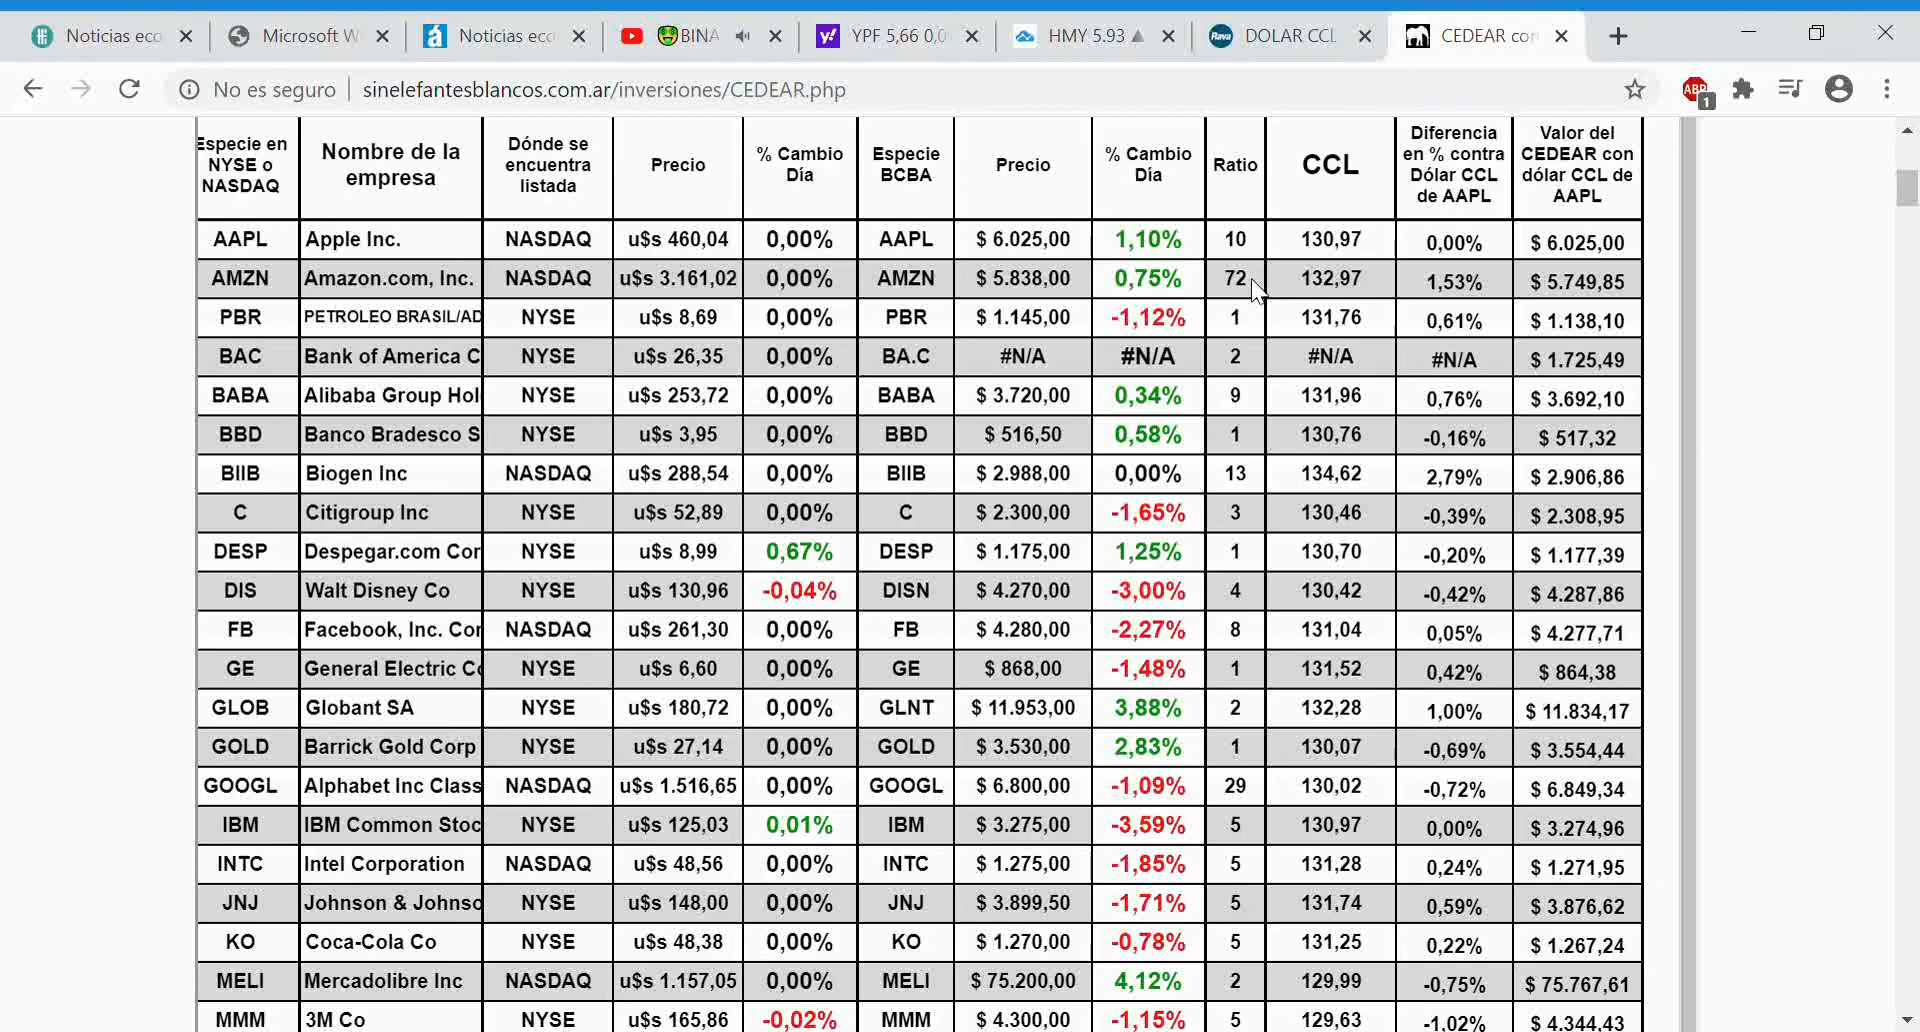 Noticias eco
Microsoft W
Noticias eco
BINA
YPF 5,66 0,0
HMY 5.93
DOLAR CCL
CEDEAR con
No es seguro | sinelefantesblancos.com.ar/inversiones/CEDEAR.php
ABP 1
Especie en NYSE o NASDAQ | Nombre de la empresa | Dónde se encuentra listada | Precio | % Cambio Día | Especie BCBA | Precio | % Cambio Día | Ratio | CCL | Diferencia en % contra Dólar CCL de AAPL | Valor del CEDEAR con dólar CCL de AAPL
AAPL Apple Inc. NASDAQ u$s 460,04 0,00% AAPL $ 6.025,00 1,10% 10 130,97 0,00% $ 6.025,00
AMZN Amazon.com, Inc. NASDAQ u$s 3.161,02 0,00% AMZN $ 5.838,00 0,75% 72 132,97 1,53% $ 5.749,85
PBR PETROLEO BRASIL/AD NYSE u$s 8,69 0,00% PBR $ 1.145,00 -1,12% 1 131,76 0,61% $ 1.138,10
BAC Bank of America C NYSE u$s 26,35 0,00% BA.C #N/A #N/A 2 #N/A #N/A $ 1.725,49
BABA Alibaba Group Hol NYSE u$s 253,72 0,00% BABA $ 3.720,00 0,34% 9 131,96 0,76% $ 3.692,10
BBD Banco Bradesco S NYSE u$s 3,95 0,00% BBD $ 516,50 0,58% 1 130,76 -0,16% $ 517,32
BIIB Biogen Inc NASDAQ u$s 288,54 0,00% BIIB $ 2.988,00 0,00% 13 134,62 2,79% $ 2.906,86
C Citigroup Inc NYSE u$s 52,89 0,00% C $ 2.300,00 -1,65% 3 130,46 -0,39% $ 2.308,95
DESP Despegar.com Cor NYSE u$s 8,99 0,67% DESP $ 1.175,00 1,25% 1 130,70 -0,20% $ 1.177,39
DIS Walt Disney Co NYSE u$s 130,96 -0,04% DISN $ 4.270,00 -3,00% 4 130,42 -0,42% $ 4.287,86
FB Facebook, Inc. Cor NASDAQ u$s 261,30 0,00% FB $ 4.280,00 -2,27% 8 131,04 0,05% $ 4.277,71
GE General Electric Co NYSE u$s 6,60 0,00% GE $ 868,00 -1,48% 1 131,52 0,42% $ 864,38
GLOB Globant SA NYSE u$s 180,72 0,00% GLNT $ 11.953,00 3,88% 2 132,28 1,00% $ 11.834,17
GOLD Barrick Gold Corp NYSE u$s 27,14 0,00% GOLD $ 3.530,00 2,83% 1 130,07 -0,69% $ 3.554,44
GOOGL Alphabet Inc Class NASDAQ u$s 1.516,65 0,00% GOOGL $ 6.800,00 -1,09% 29 130,02 -0,72% $ 6.849,34
IBM IBM Common Stoc NYSE u$s 125,03 0,01% IBM $ 3.275,00 -3,59% 5 130,97 0,00% $ 3.274,96
INTC Intel Corporation NASDAQ u$s 48,56 0,00% INTC $ 1.275,00 -1,85% 5 131,28 0,24% $ 1.271,95
JNJ Johnson & Johnso NYSE u$s 148,00 0,00% JNJ $ 3.899,50 -1,71% 5 131,74 0,59% $ 3.876,62
KO Coca-Cola Co NYSE u$s 48,38 0,00% KO $ 1.270,00 -0,78% 5 131,25 0,22% $ 1.267,24
MELI Mercadolibre Inc NASDAQ u$s 1.157,05 0,00% MELI $ 75.200,00 4,12% 2 129,99 -0,75% $ 75.767,61
MMM 3M Co NYSE u$s 165,86 -0,02% MMM $ 4.300,00 -1,15% 5 129,63 -1,02% $ 4.344,43